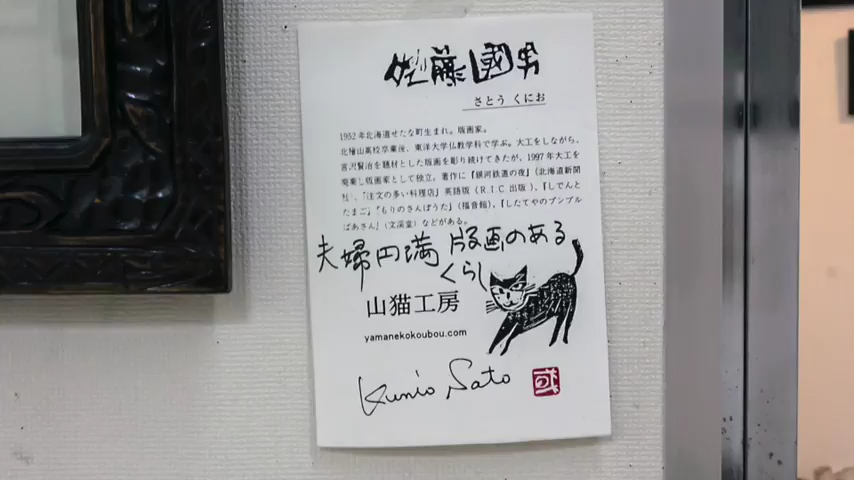 佐藤國男
さとう くにお
1952年北海道せたな町生まれ。版画家。
北檜山高校卒業後、東洋大学仏教学科で学ぶ。大工をしながら、
宮沢賢治を題材とした版画を彫り続けてきたが、1997年大工を
廃業し版画家として独立。著作に『銀河鉄道の夜』(北海道新聞
社)、『注文の多い料理店』英語版(RIC出版)、『しでんと
たまご』『もりのさんぽうた』(福音館)、『したてやのブンブル
ばあさん』(文渓堂)などがある。
夫婦円満 版画のある
くらし
山猫工房
yamanekokoubou.com
Kunio Sato